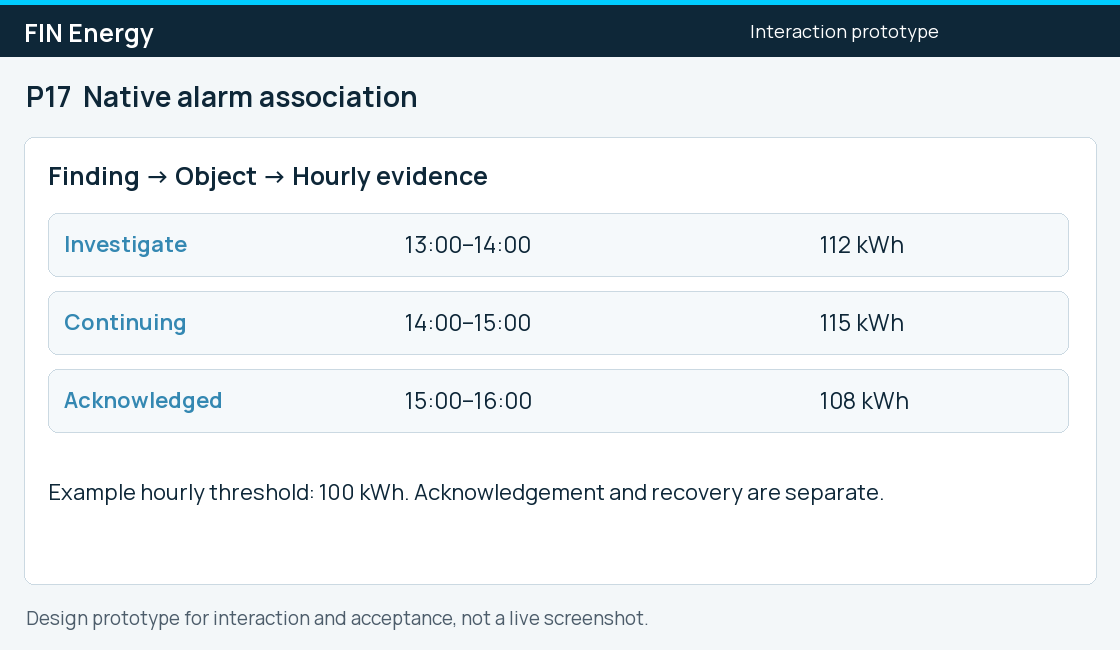 FIN Energy
Interaction prototype
P17 Native alarm association
Finding → Object → Hourly evidence
Investigate 13:00–14:00 112 kWh
Continuing 14:00–15:00 115 kWh
Acknowledged 15:00–16:00 108 kWh
Example hourly threshold: 100 kWh. Acknowledgement and recovery are separate.
Design prototype for interaction and acceptance, not a live screenshot.